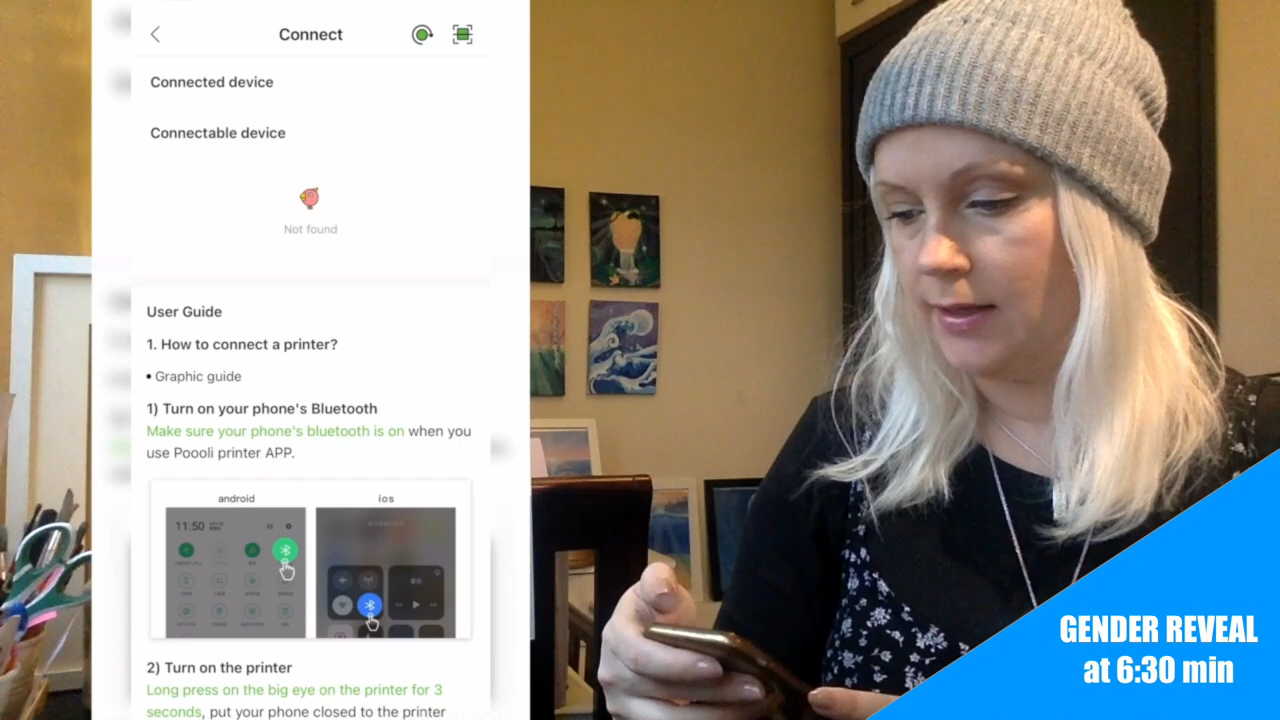 Connect
Connected device
Connectable device
Not found
User Guide
1. How to connect a printer?
• Graphic guide
1) Turn on your phone's Bluetooth
Make sure your phone's bluetooth is on when you
use Poooli printer APP.
android
ios
11:50
2) Turn on the printer
Long press on the big eye on the printer for 3
seconds, put your phone closed to the printer
GENDER REVEAL
at 6:30 min